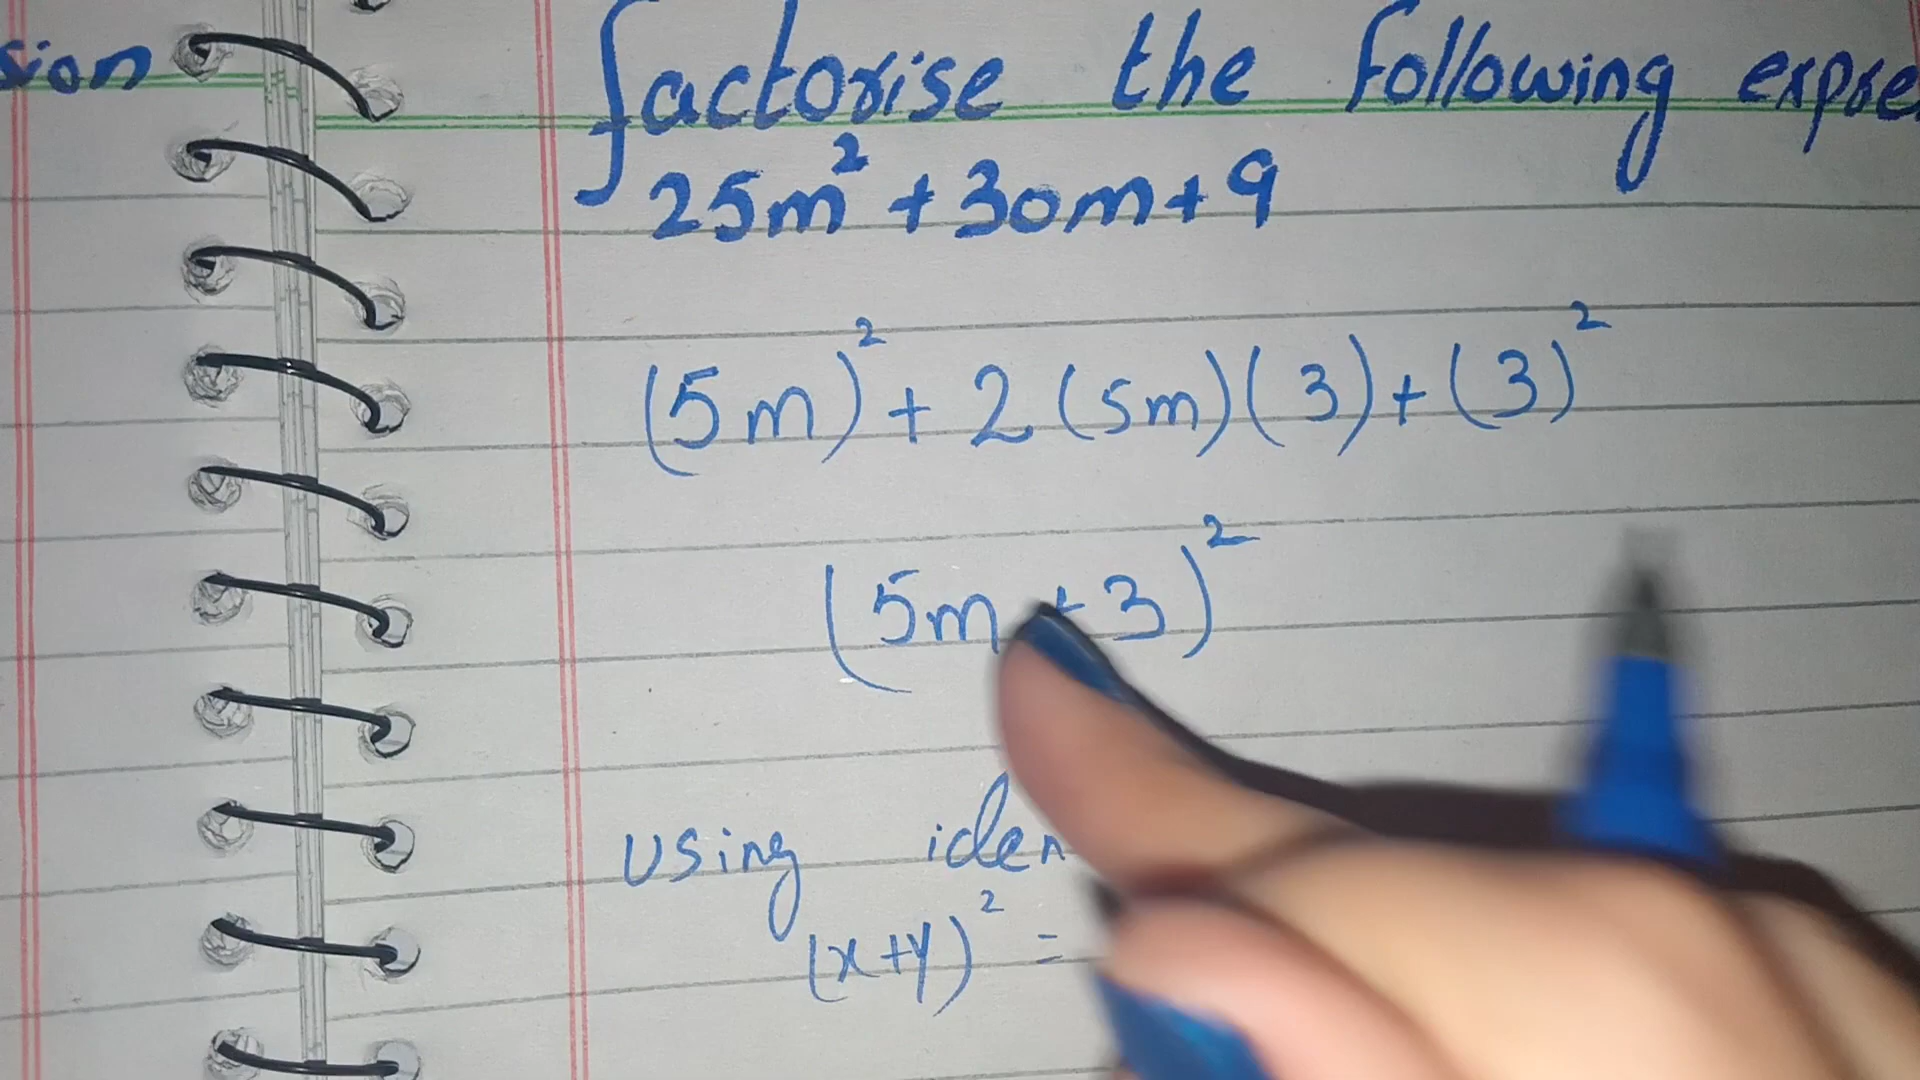 sion
factorise the following expre
25m² + 30m + 9
(5m)² + 2 (5m)(3) + (3)²
(5m + 3)²
using iden
(x+y)² =